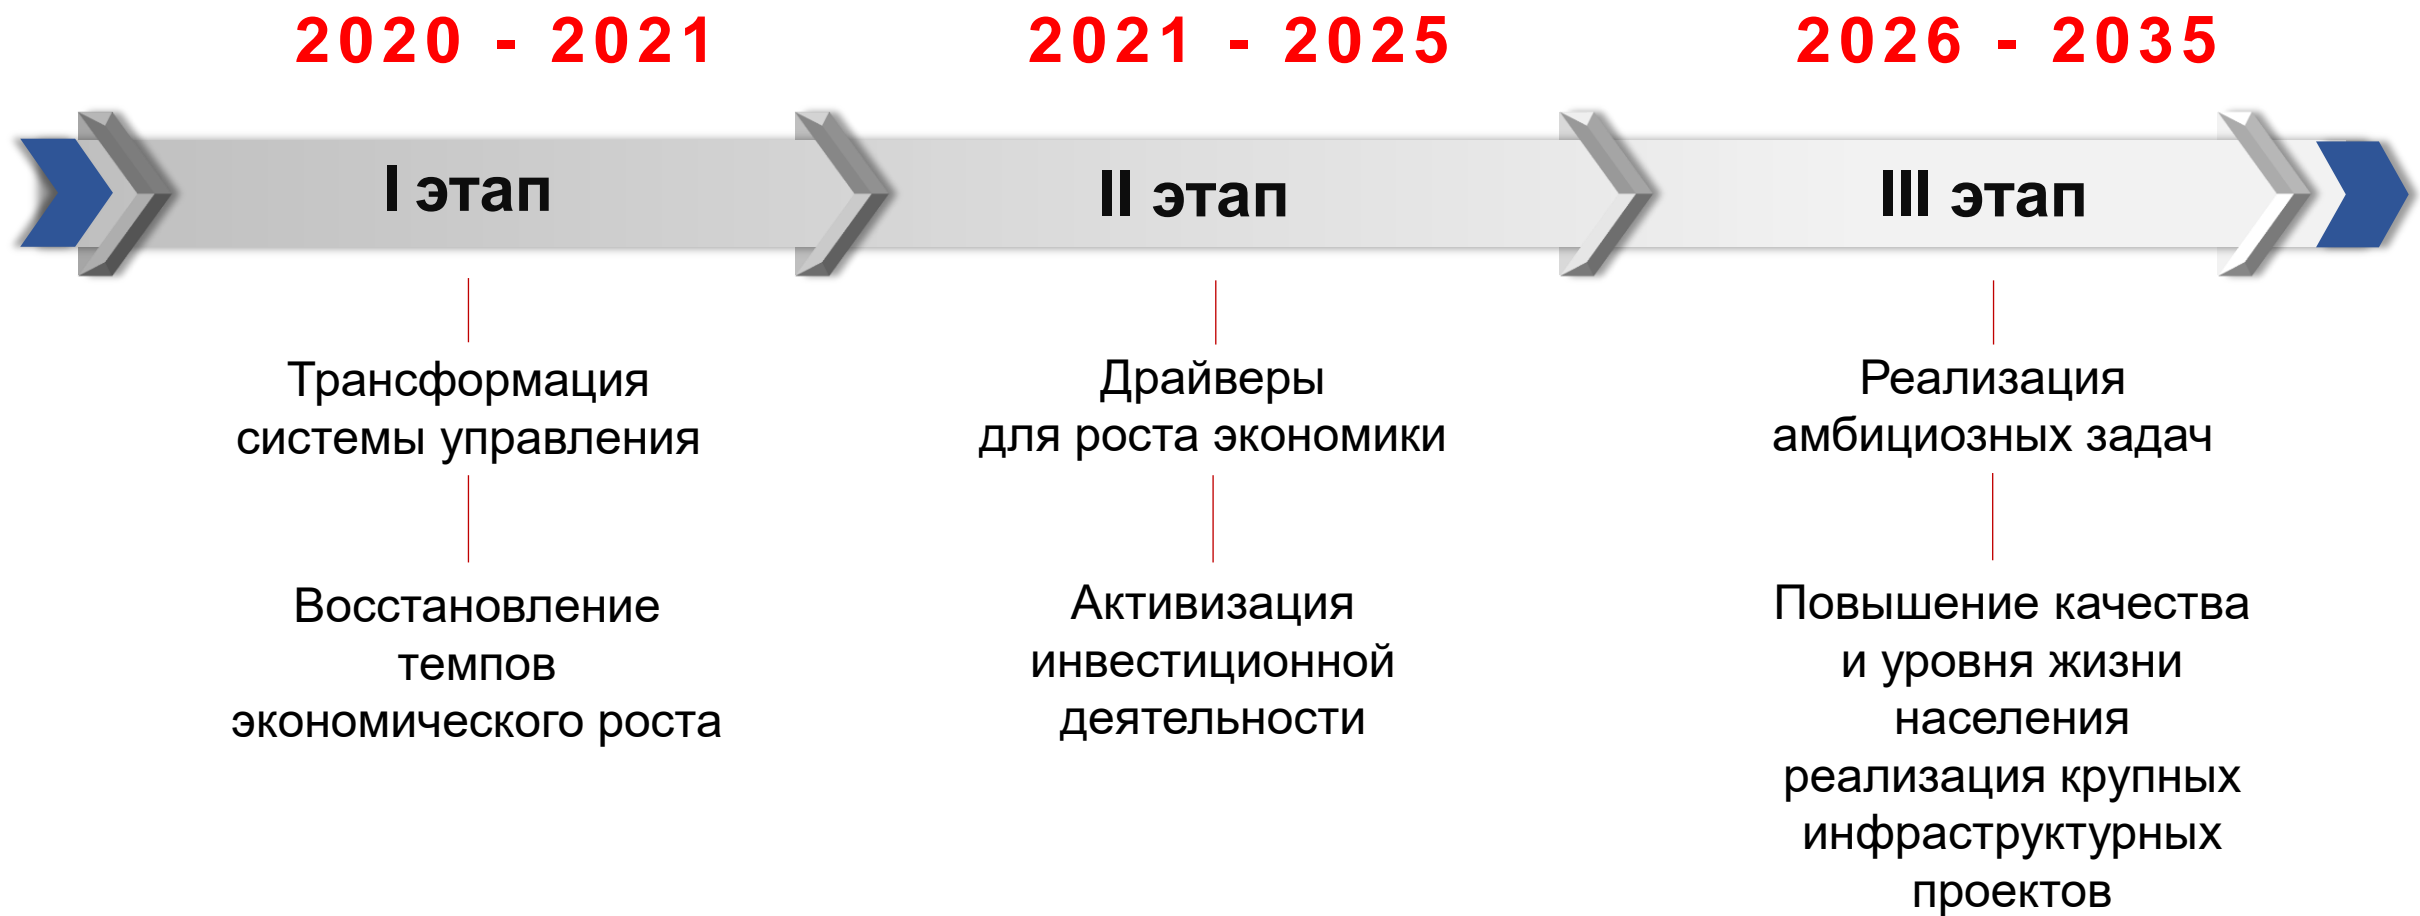 2020 - 2021
2021 - 2025
2026 - 2035
I этап
II этап
III этап
Трансформация
системы управления
Драйверы
для роста экономики
Реализация
амбициозных задач
Восстановление
темпов
экономического роста
Активизация
инвестиционной
деятельности
Повышение качества
и уровня жизни
населения
реализация крупных
инфраструктурных
проектов